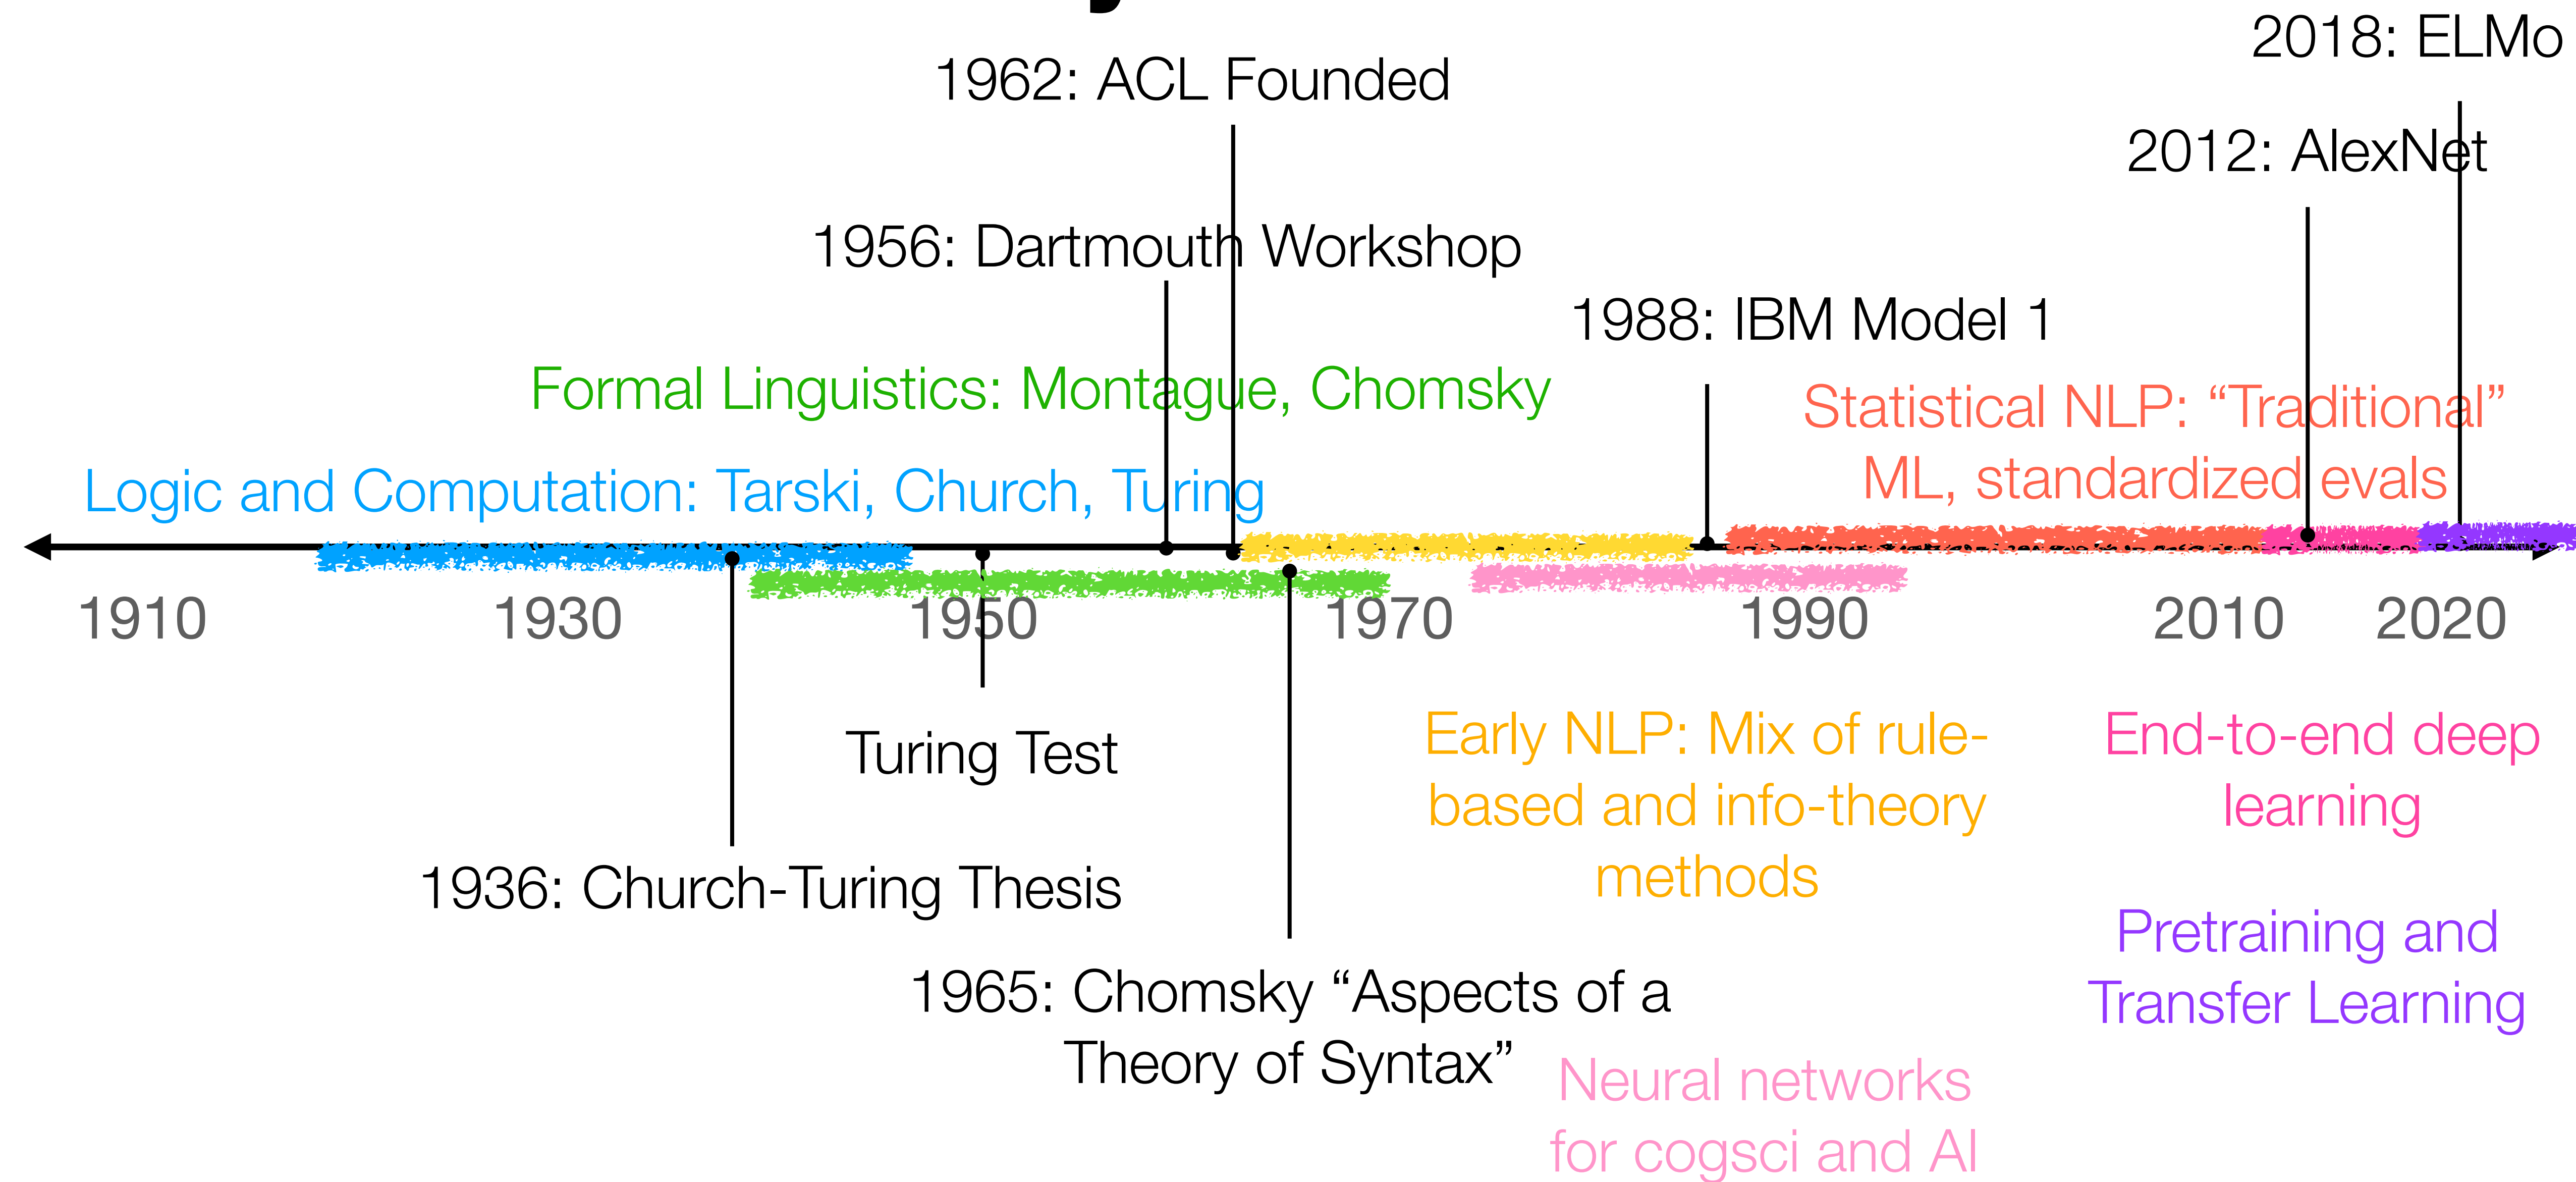 2018: ELMo
1962: ACL Founded
2012: AlexNet
1956: Dartmouth Workshop
1988: IBM Model 1
Formal Linguistics: Montague, Chomsky
Statistical NLP: “Traditional”
ML, standardized evals
Logic and Computation: Tarski, Church, Turing
1910 1930 1950 1970 1990 2010 2020
Turing Test
Early NLP: Mix of rule-
based and info-theory
methods
End-to-end deep
learning
1936: Church-Turing Thesis
Pretraining and
Transfer Learning
1965: Chomsky “Aspects of a
Theory of Syntax”
Neural networks
for cogsci and AI